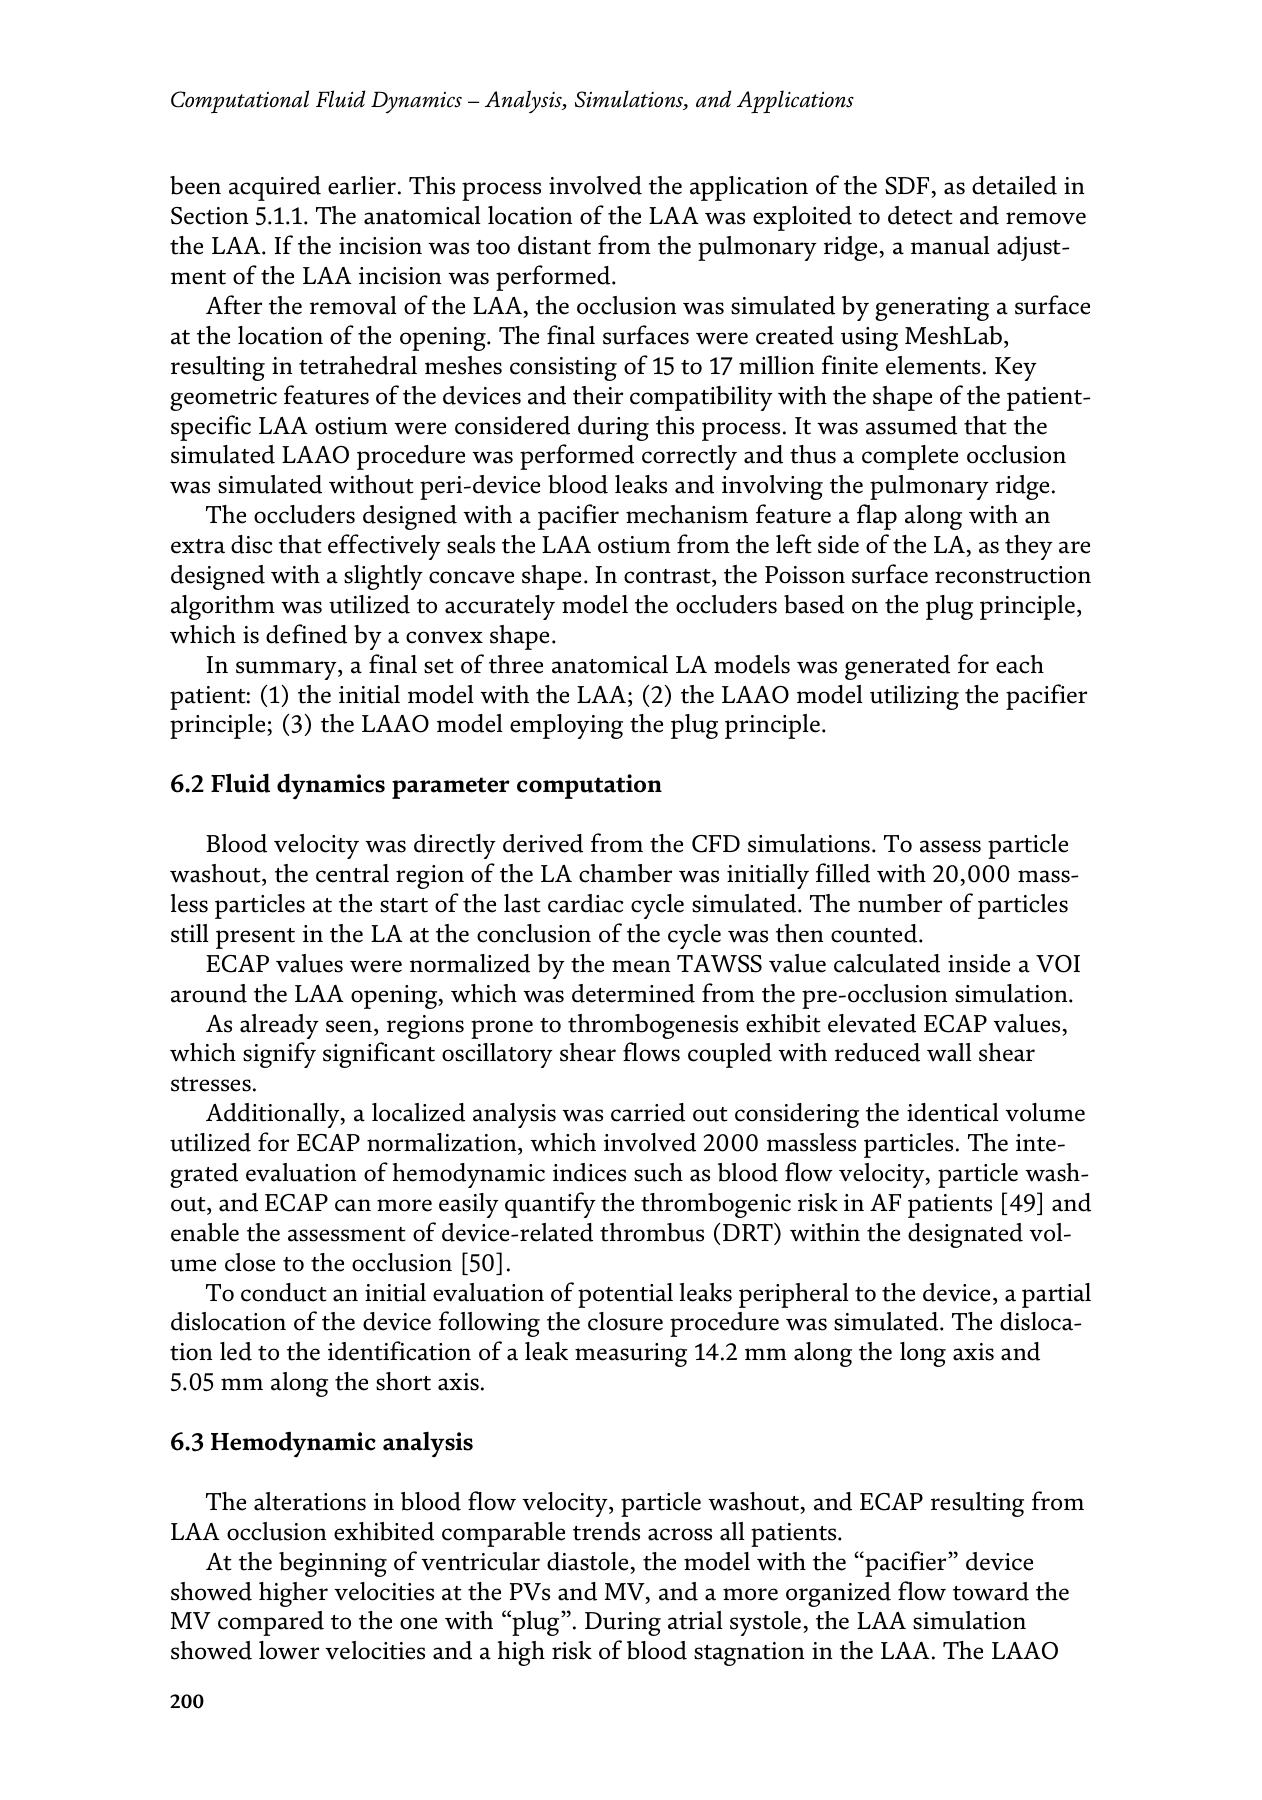 Computational Fluid Dynamics – Analysis, Simulations, and Applications
been acquired earlier. This process involved the application of the SDF, as detailed in
Section 5.1.1. The anatomical location of the LAA was exploited to detect and remove
the LAA. If the incision was too distant from the pulmonary ridge, a manual adjust-
ment of the LAA incision was performed.
After the removal of the LAA, the occlusion was simulated by generating a surface
at the location of the opening. The final surfaces were created using MeshLab,
resulting in tetrahedral meshes consisting of 15 to 17 million finite elements. Key
geometric features of the devices and their compatibility with the shape of the patient-
specific LAA ostium were considered during this process. It was assumed that the
simulated LAAO procedure was performed correctly and thus a complete occlusion
was simulated without peri-device blood leaks and involving the pulmonary ridge.
The occluders designed with a pacifier mechanism feature a flap along with an
extra disc that effectively seals the LAA ostium from the left side of the LA, as they are
designed with a slightly concave shape. In contrast, the Poisson surface reconstruction
algorithm was utilized to accurately model the occluders based on the plug principle,
which is defined by a convex shape.
In summary, a final set of three anatomical LA models was generated for each
patient: (1) the initial model with the LAA; (2) the LAAO model utilizing the pacifier
principle; (3) the LAAO model employing the plug principle.
6.2 Fluid dynamics parameter computation
Blood velocity was directly derived from the CFD simulations. To assess particle
washout, the central region of the LA chamber was initially filled with 20,000 mass-
less particles at the start of the last cardiac cycle simulated. The number of particles
still present in the LA at the conclusion of the cycle was then counted.
ECAP values were normalized by the mean TAWSS value calculated inside a VOI
around the LAA opening, which was determined from the pre-occlusion simulation.
As already seen, regions prone to thrombogenesis exhibit elevated ECAP values,
which signify significant oscillatory shear flows coupled with reduced wall shear
stresses.
Additionally, a localized analysis was carried out considering the identical volume
utilized for ECAP normalization, which involved 2000 massless particles. The inte-
grated evaluation of hemodynamic indices such as blood flow velocity, particle wash-
out, and ECAP can more easily quantify the thrombogenic risk in AF patients [49] and
enable the assessment of device-related thrombus (DRT) within the designated vol-
ume close to the occlusion [50].
To conduct an initial evaluation of potential leaks peripheral to the device, a partial
dislocation of the device following the closure procedure was simulated. The disloca-
tion led to the identification of a leak measuring 14.2 mm along the long axis and
5.05 mm along the short axis.
6.3 Hemodynamic analysis
The alterations in blood flow velocity, particle washout, and ECAP resulting from
LAA occlusion exhibited comparable trends across all patients.
At the beginning of ventricular diastole, the model with the “pacifier” device
showed higher velocities at the PVs and MV, and a more organized flow toward the
MV compared to the one with “plug”. During atrial systole, the LAA simulation
showed lower velocities and a high risk of blood stagnation in the LAA. The LAAO
200